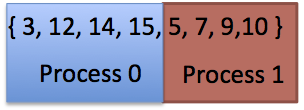 { 3, 12, 14, 15, 5, 7, 9,10 }
Process 0 Process 1